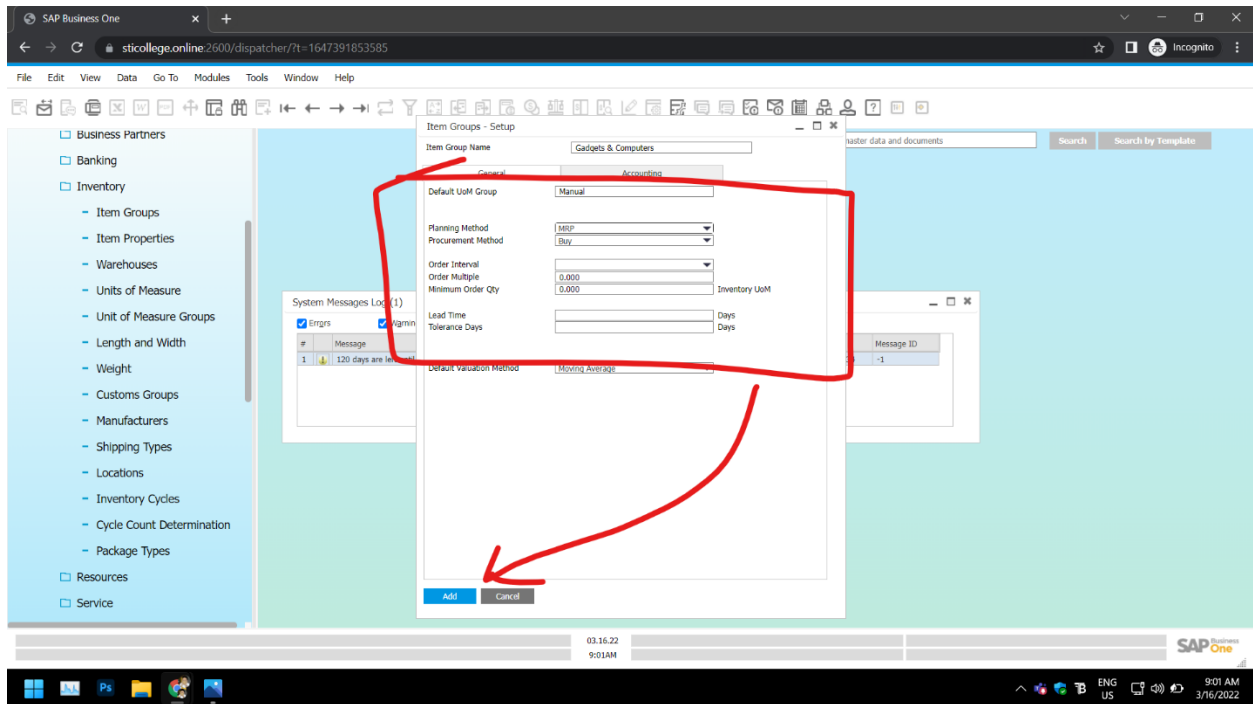 SAP Business One
sticollege.online:2600/dispatcher/?t=1647391853585
Incognito
File Edit View Data Go To Modules Tools Window Help
Business Partners
Banking
Inventory
Item Groups
Item Properties
Warehouses
Units of Measure
Unit of Measure Groups
Length and Width
Weight
Customs Groups
Manufacturers
Shipping Types
Locations
Inventory Cycles
Cycle Count Determination
Package Types
Resources
Service
Item Groups - Setup
Item Group Name Gadgets & Computers
General Accounting
Default UoM Group Manual
Planning Method MRP
Procurement Method Buy
Order Interval
Order Multiple 0.000
Minimum Order Qty 0.000 Inventory UoM
Lead Time Days
Tolerance Days Days
Default Valuation Method Moving Average
Add Cancel
master data and documents Search Search by Template
System Messages Log (1)
Errors
# Message Message ID
1 120 days are -1
03.16.22
9:01AM
SAP Business One
Ps
ENG
US
9:01 AM
3/16/2022